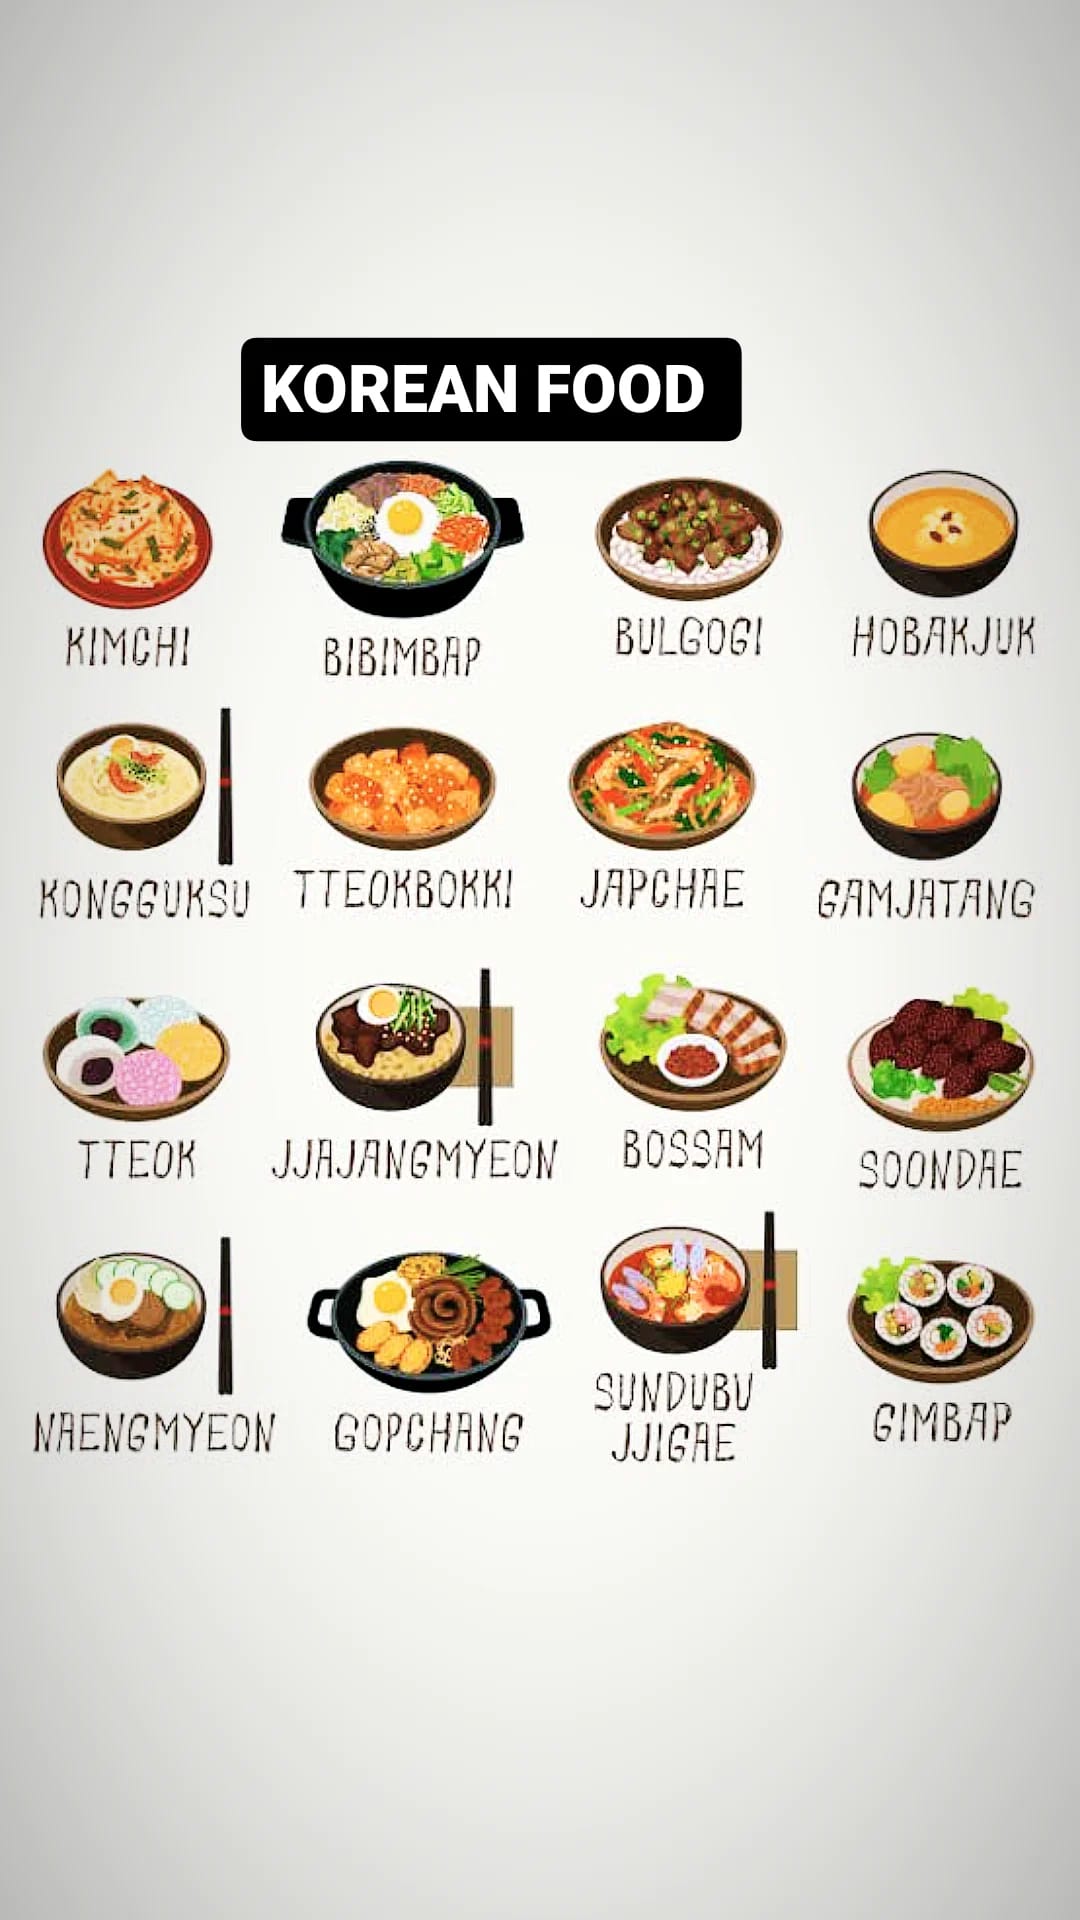 KOREAN FOOD
KIMCHI
BIBIMBAP
BULGOGI
HOBAKJUK
KONGGUKSU
TTEOKBOKKI
JAPCHAE
GAMJATANG
TTEOK
JJAJANGMYEON
BOSSAM
SOONDAE
NAENGMYEON
GOPCHANG
SUNDUBU
JJIGAE
GIMBAP